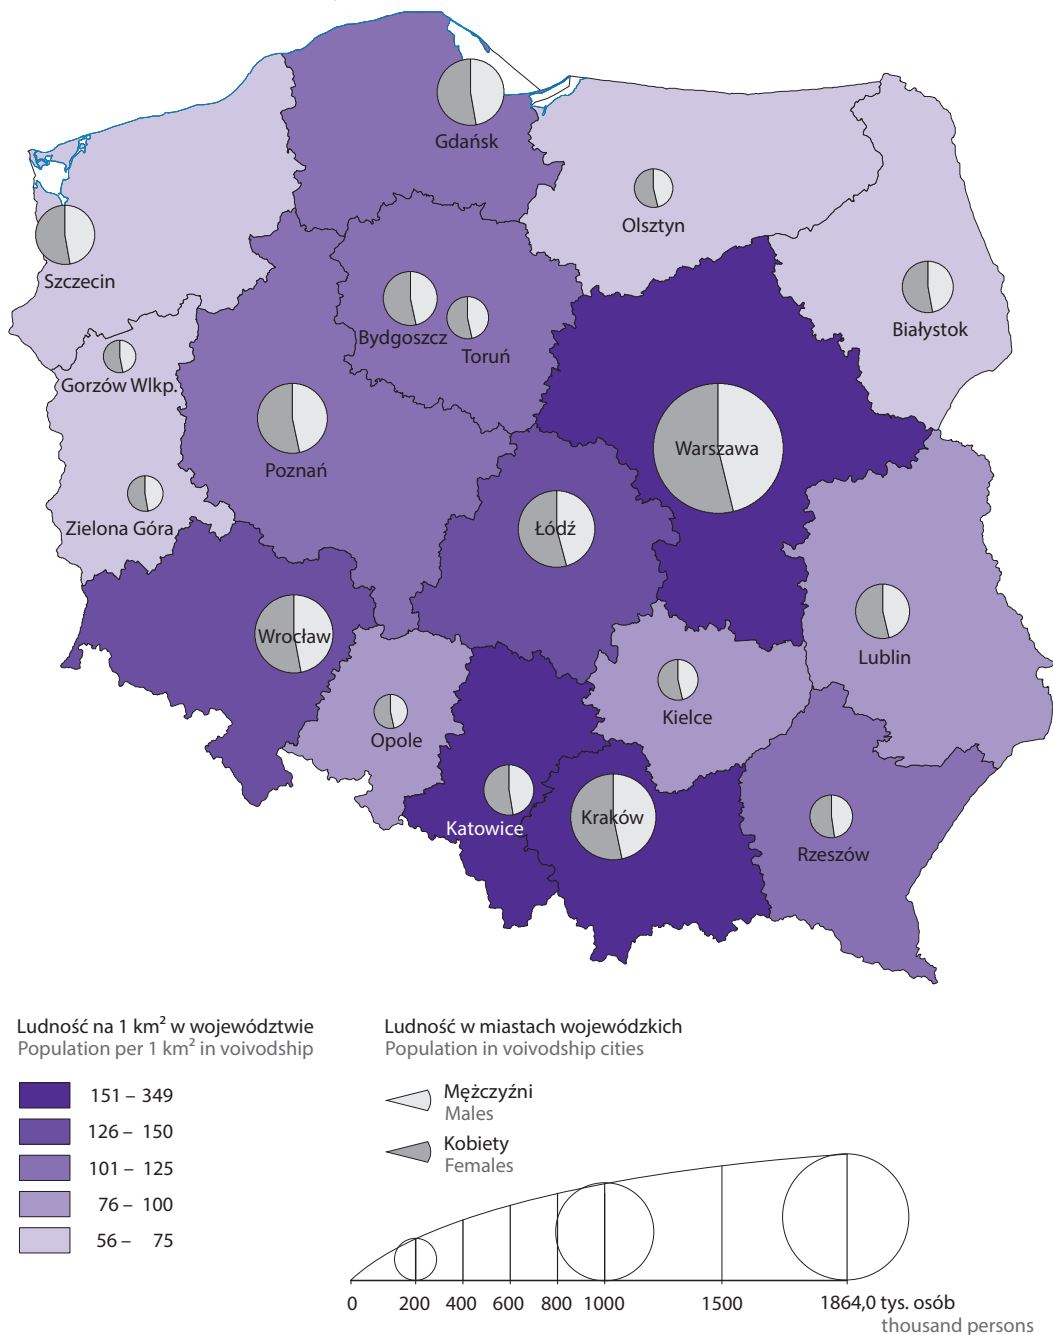 Gdańsk
Olsztyn
Szczecin
Białystok
Bydgoszcz
Toruń
Gorzów Wlkp.
Warszawa
Poznań
Zielona Góra
Łódź
Wrocław
Lublin
Kielce
Opole
Katowice
Kraków
Rzeszów
Ludność na 1 km² w województwie
Population per 1 km² in voivodship
151 – 349
126 – 150
101 – 125
76 – 100
56 – 75
Ludność w miastach wojewódzkich
Population in voivodship cities
Mężczyźni
Males
Kobiety
Females
0 200 400 600 800 1000 1500 1864,0 tys. osób
thousand persons